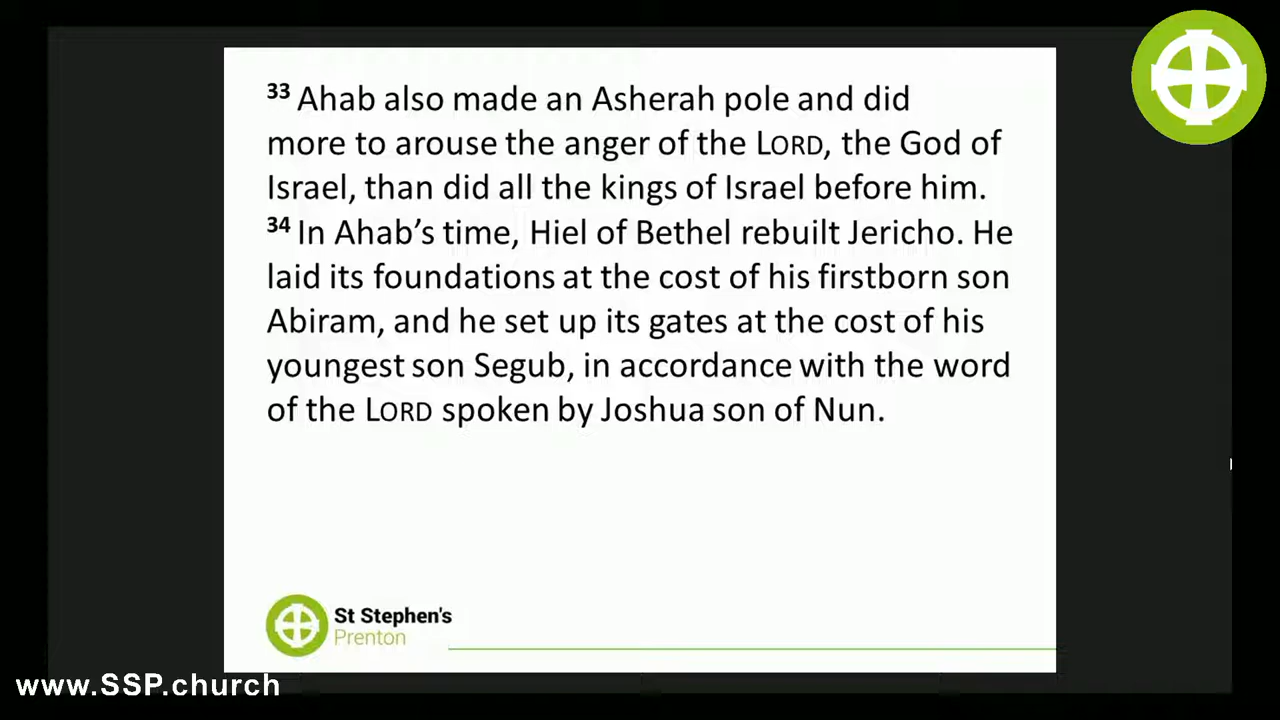 33 Ahab also made an Asherah pole and did
more to arouse the anger of the LORD, the God of
Israel, than did all the kings of Israel before him.
34 In Ahab’s time, Hiel of Bethel rebuilt Jericho. He
laid its foundations at the cost of his firstborn son
Abiram, and he set up its gates at the cost of his
youngest son Segub, in accordance with the word
of the LORD spoken by Joshua son of Nun.
St Stephen's
Prenton
www.SSP.church